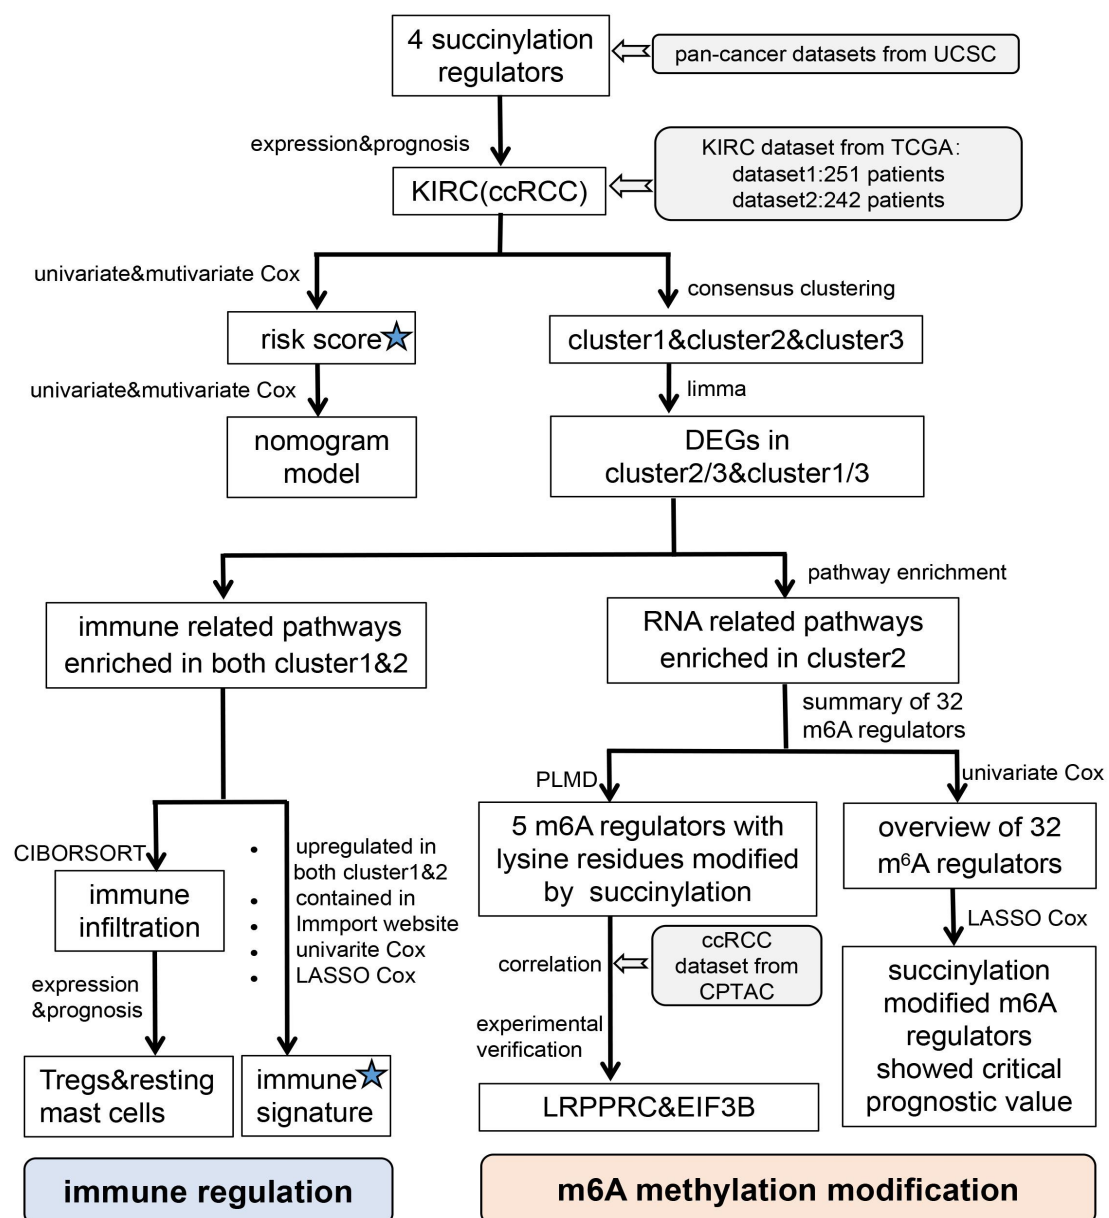 4 succinylation
regulators
pan-cancer datasets from UCSC
expression&prognosis
KIRC dataset from TCGA:
dataset1:251 patients
dataset2:242 patients
KIRC(ccRCC)
univariate&mutivariate Cox
consensus clustering
risk score
cluster1&cluster2&cluster3
univariate&mutivariate Cox
limma
nomogram
model
DEGs in
cluster2/3&cluster1/3
pathway enrichment
immune related pathways
enriched in both cluster1&2
RNA related pathways
enriched in cluster2
summary of 32
m6A regulators
PLMD
univariate Cox
CIBORSORT
immune
infiltration
• upregulated in
both cluster1&2
• contained in
• Immport website
• univarite Cox
• LASSO Cox
5 m6A regulators with
lysine residues modified
by succinylation
overview of 32
m⁶A regulators
LASSO Cox
expression
&prognosis
correlation
ccRCC
dataset from
CPTAC
experimental
verification
succinylation
modified m6A
regulators
showed critical
prognostic value
Tregs&resting
mast cells
immune
signature
LRPPRC&EIF3B
immune regulation
m6A methylation modification